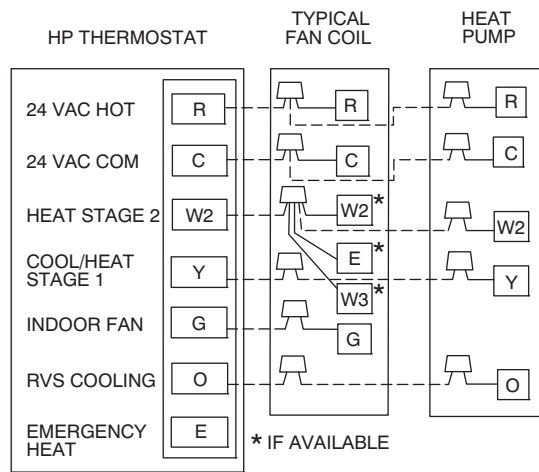 HP THERMOSTAT
TYPICAL
FAN COIL
HEAT
PUMP
24 VAC HOT
R
R
R
24 VAC COM
C
C
C
HEAT STAGE 2
W2
W2*
W2
E*
COOL/HEAT
STAGE 1
Y
W3*
Y
INDOOR FAN
G
G
RVS COOLING
O
O
EMERGENCY
HEAT
E
* IF AVAILABLE